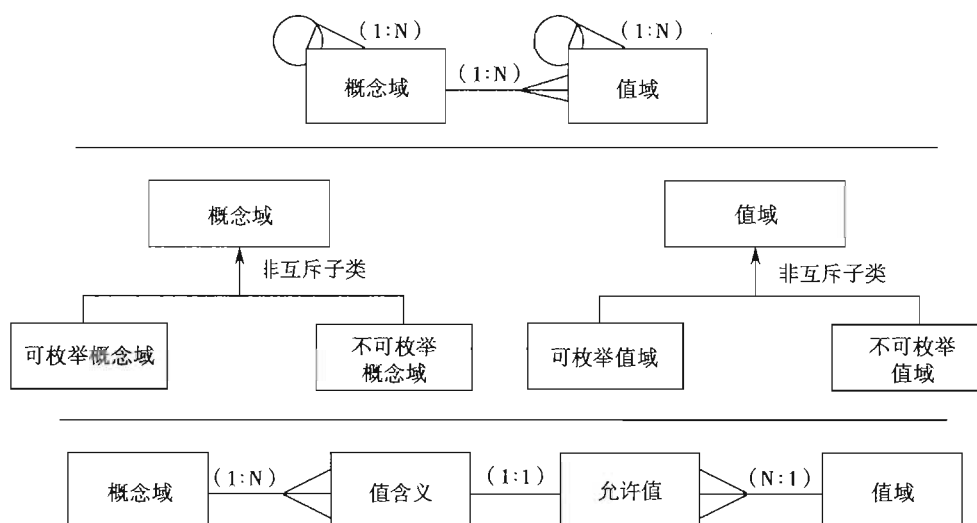 (1:N) (1:N)
概念域 (1:N) 值域
概念域 值域
非互斥子类 非互斥子类
可枚举概念域 不可枚举 可枚举值域 不可枚举
概念域 值域
概念域 (1:N) 值含义 (1:1) 允许值 (N:1) 值域